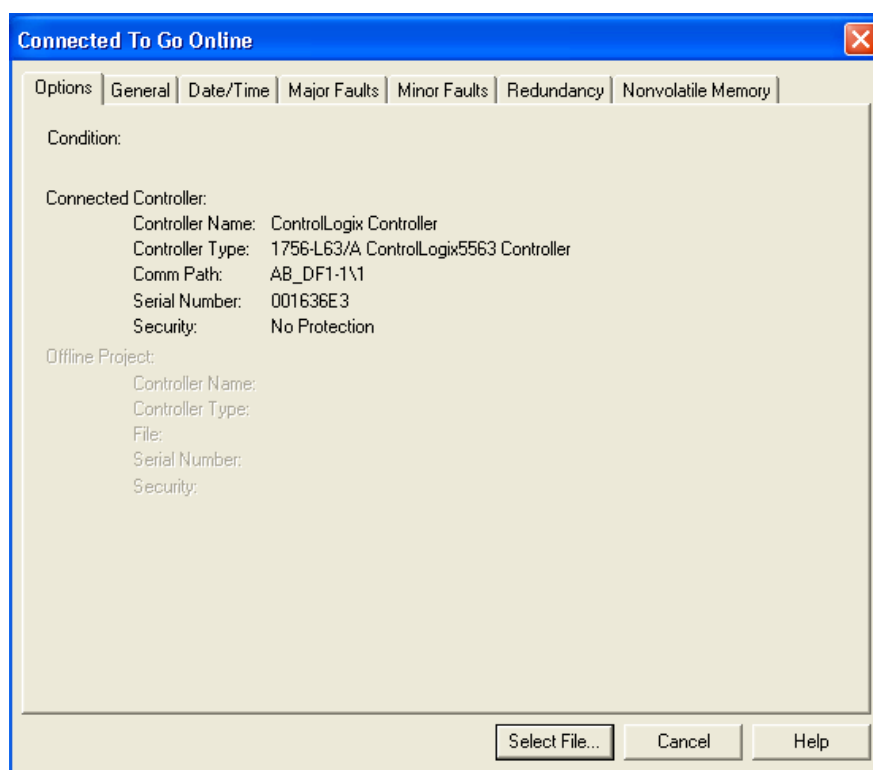 Connected To Go Online
Options General Date/Time Major Faults Minor Faults Redundancy Nonvolatile Memory
Condition:
Connected Controller:
Controller Name: ControlLogix Controller
Controller Type: 1756-L63/A ControlLogix5563 Controller
Comm Path: AB_DF1-1\1
Serial Number: 001636E3
Security: No Protection
Offline Project:
Controller Name:
Controller Type:
File:
Serial Number:
Security:
Select File... Cancel Help